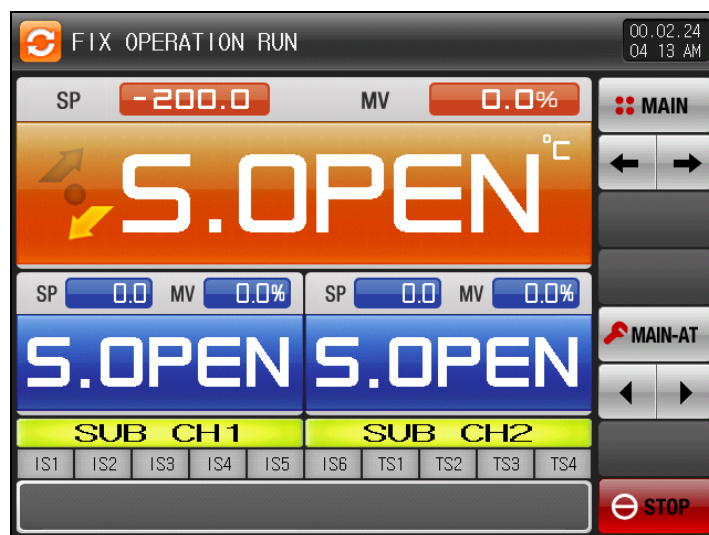 FIX OPERATION RUN
00.02.24
04 13 AM
SP -200.0 MV 0.0%
MAIN
S.OPEN °C
SP 0.0 MV 0.0% SP 0.0 MV 0.0%
MAIN-AT
S.OPEN S.OPEN
SUB CH1 SUB CH2
IS1 IS2 IS3 IS4 IS5 IS6 TS1 TS2 TS3 TS4
STOP